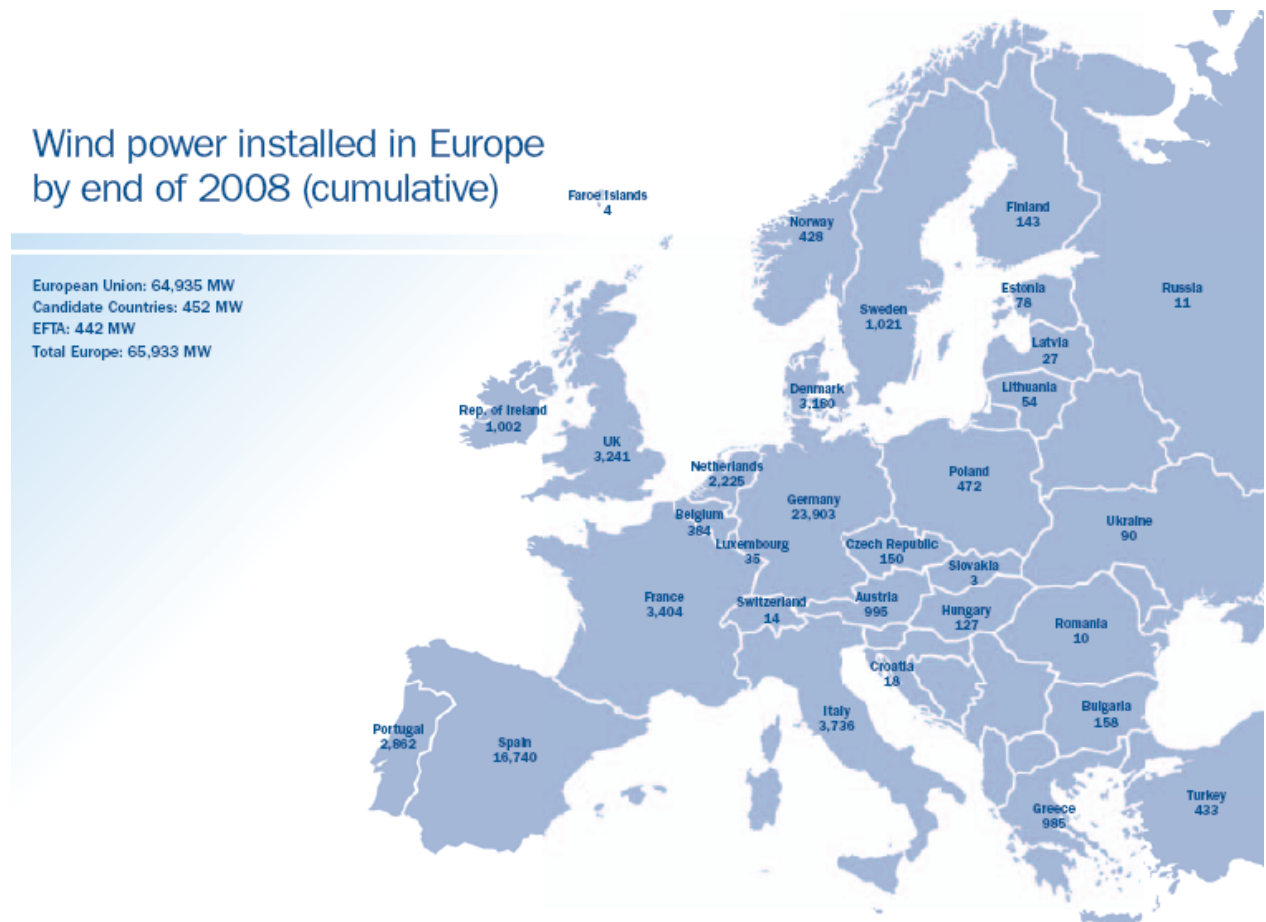 Wind power installed in Europe
by end of 2008 (cumulative)
European Union: 64,935 MW
Candidate Countries: 452 MW
EFTA: 442 MW
Total Europe: 65,933 MW
Faroe Islands
4
Norway
428
Finland
143
Sweden
1,021
Estonia
78
Russia
11
Latvia
27
Lithuania
54
Denmark
3,180
Rep. of Ireland
1,002
UK
3,241
Netherlands
2,225
Germany
23,903
Poland
472
Belgium
384
Luxembourg
35
Czech Republic
150
Ukraine
90
Slovakia
3
France
3,404
Switzerland
14
Austria
995
Hungary
127
Romania
10
Croatia
18
Italy
3,736
Bulgaria
158
Portugal
2,862
Spain
16,740
Greece
985
Turkey
433